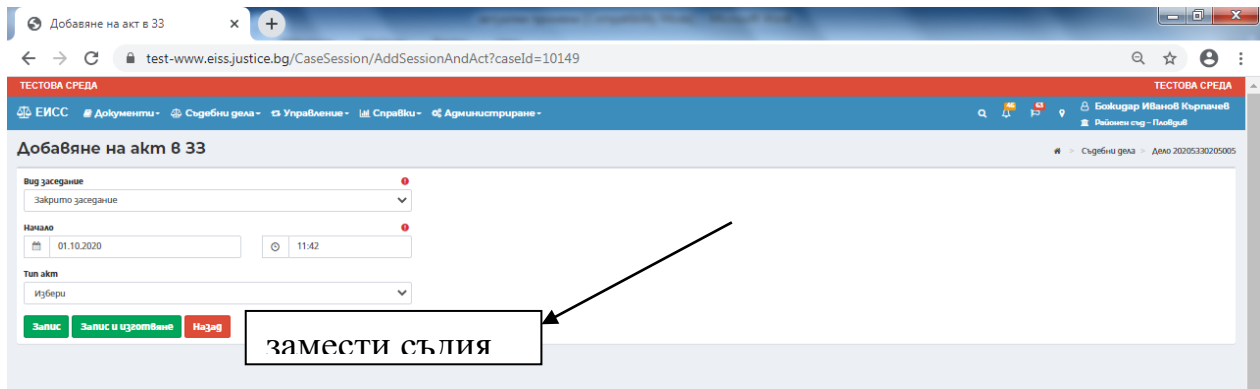 Добавяне на акт в ЗЗ
test-www.eiss.justice.bg/CaseSession/AddSessionAndAct?caseId=10149
ТЕСТОВА СРЕДА ТЕСТОВА СРЕДА
ЕИСС Документи Съдебни дела Управление Справки Администриране 46 63 Божидар Иванов Кърпачев
Районен съд – Пловдив
Добавяне на акт в ЗЗ
> Съдебни дела > Дело 20205330205005
Вид заседание
Закрито заседание
Начало
01.10.2020 11:42
Тип акт
Избери
Запис Запис и изготвяне Назад
замести съдия